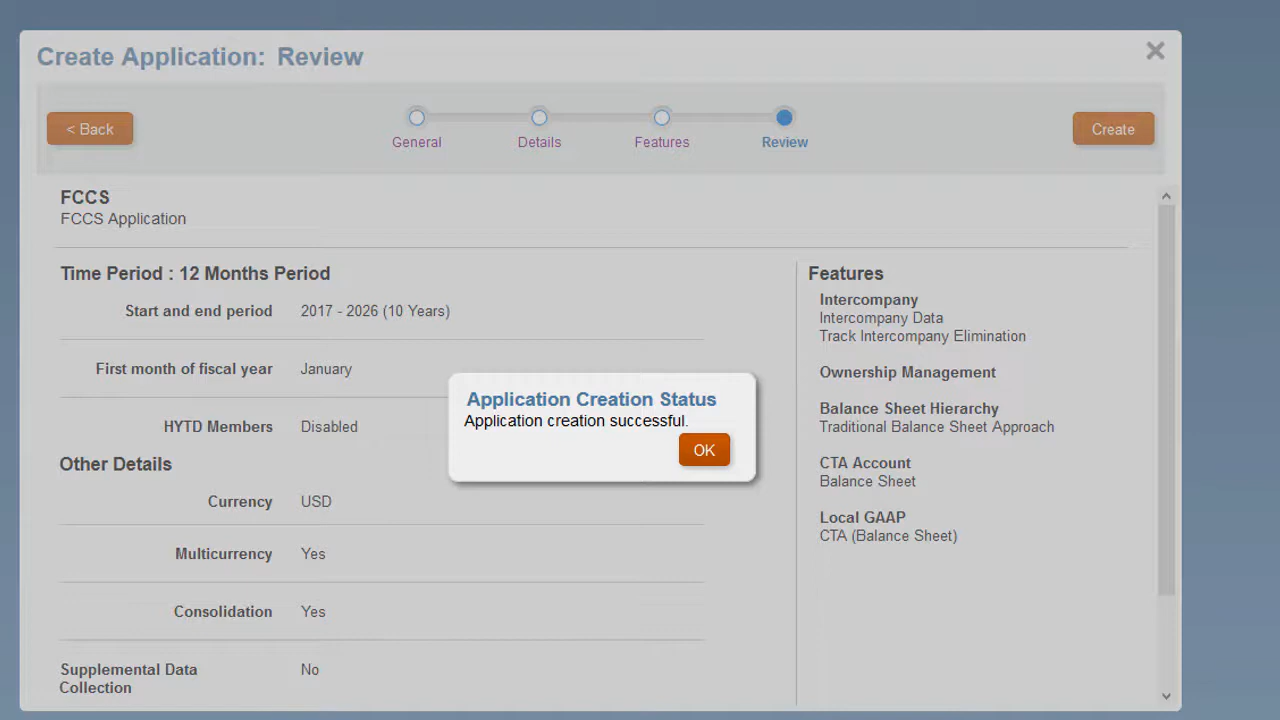 Create Application: Review
< Back
General
Details
Features
Review
Create
FCCS
FCCS Application
Time Period : 12 Months Period
Start and end period 2017 - 2026 (10 Years)
First month of fiscal year January
HYTD Members Disabled
Other Details
Currency USD
Multicurrency Yes
Consolidation Yes
Supplemental Data No
Collection
Features
Intercompany
Intercompany Data
Track Intercompany Elimination
Ownership Management
Balance Sheet Hierarchy
Traditional Balance Sheet Approach
CTA Account
Balance Sheet
Local GAAP
CTA (Balance Sheet)
Application Creation Status
Application creation successful.
OK